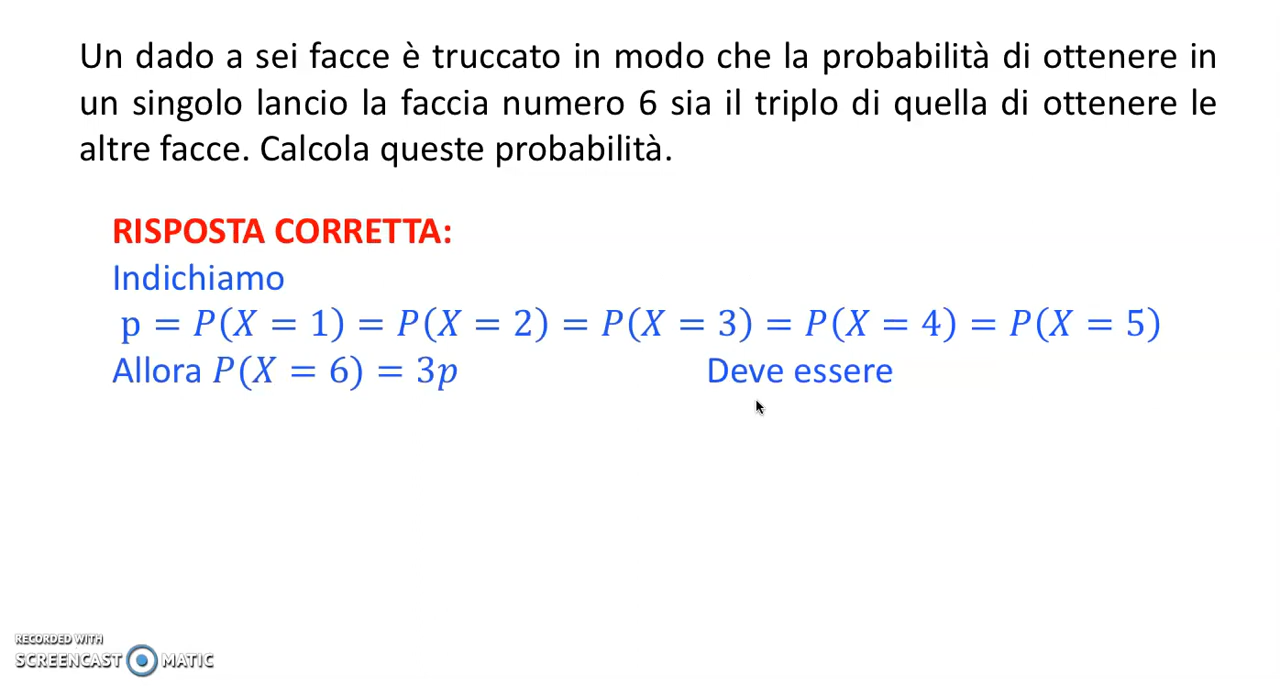 Un dado a sei facce è truccato in modo che la probabilità di ottenere in
un singolo lancio la faccia numero 6 sia il triplo di quella di ottenere le
altre facce. Calcola queste probabilità.
RISPOSTA CORRETTA:
Indichiamo
p = P(X = 1) = P(X = 2) = P(X = 3) = P(X = 4) = P(X = 5)
Allora P(X = 6) = 3p Deve essere
RECORDED WITH
SCREENCAST MATIC